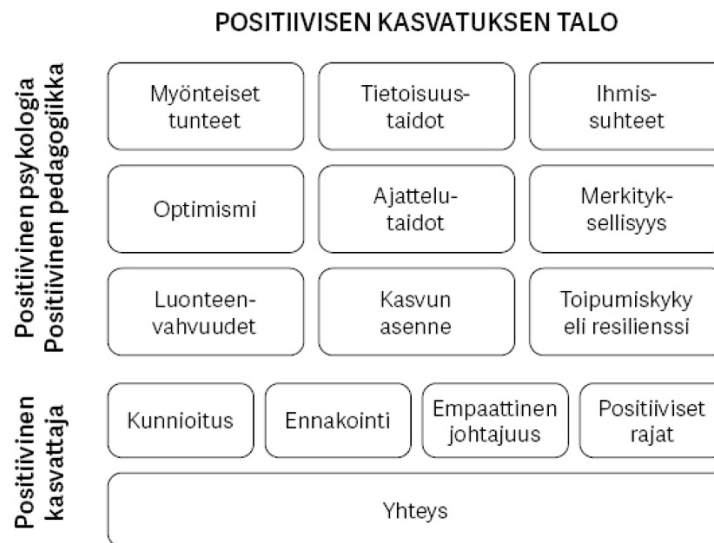 POSITIIVISEN KASVATUKSEN TALO
Positiivinen psykologia
Positiivinen pedagogiikka
Myönteiset
tunteet
Tietoisuus-
taidot
Ihmis-
suhteet
Optimismi
Ajattelu-
taidot
Merkityk-
sellisyys
Luonteen-
vahvuudet
Kasvun
asenne
Toipumiskyky
eli resilienssi
Positiivinen
kasvattaja
Kunnioitus
Ennakointi
Empaattinen
johtajuus
Positiiviset
rajat
Yhteys